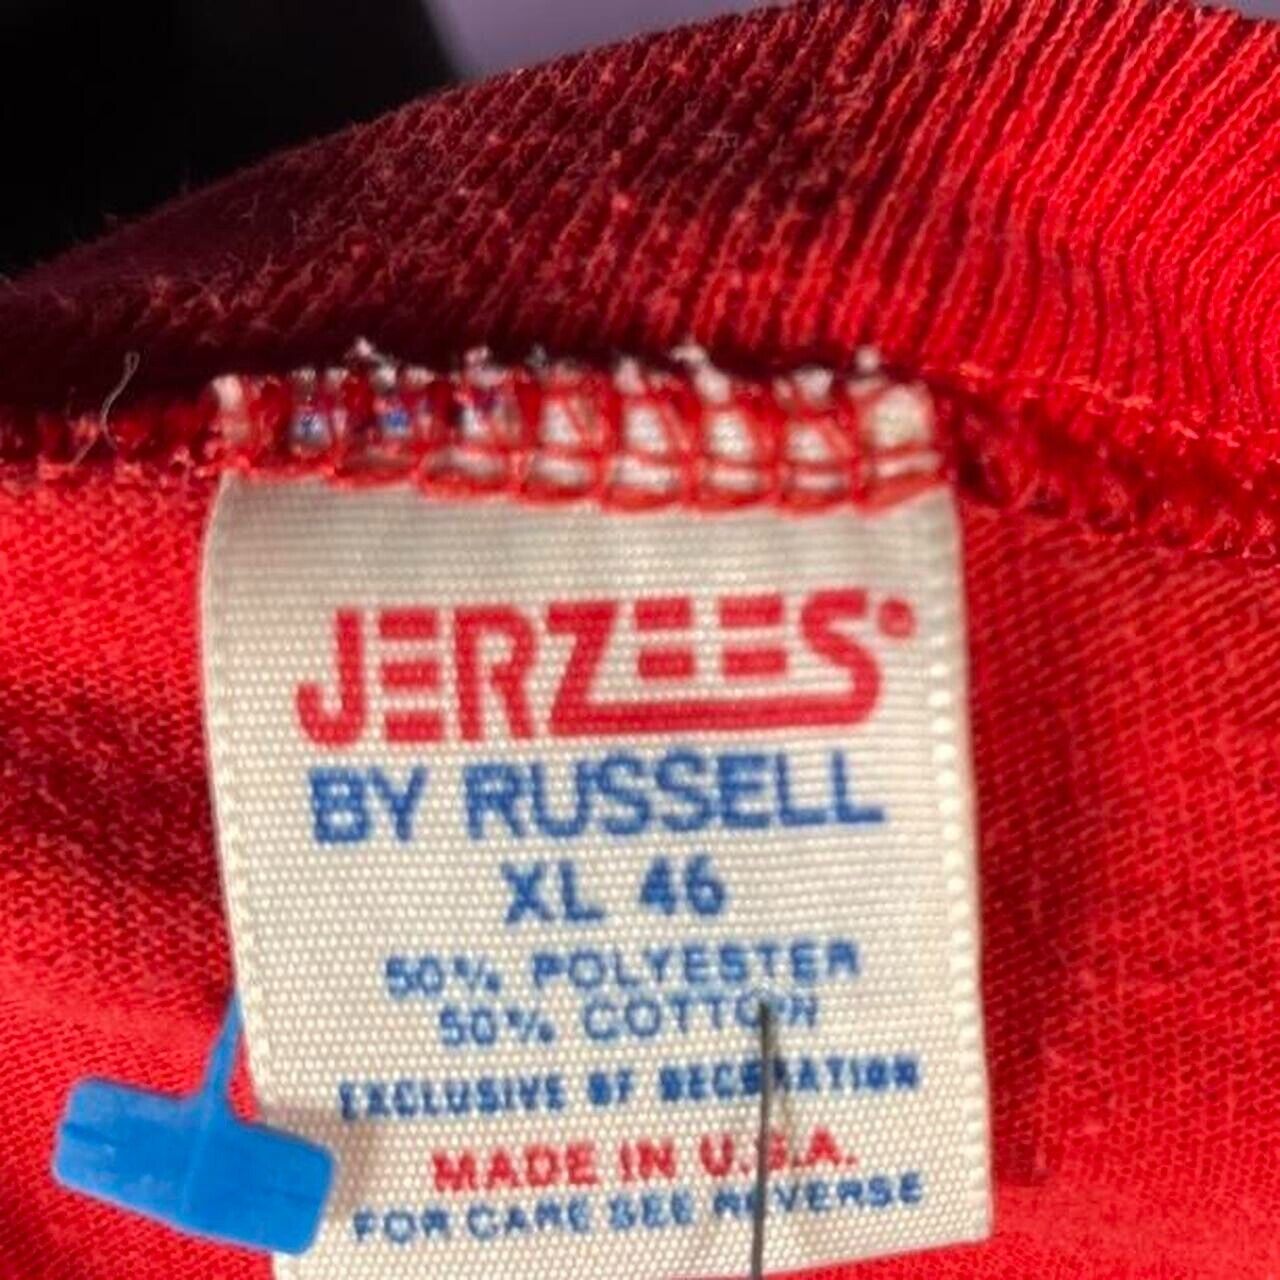 JERZEES®
BY RUSSELL
XL 46
50% POLYESTER
50% COTTON
EXCLUSIVE OF DECORATION
MADE IN U.S.A.
FOR CARE SEE REVERSE